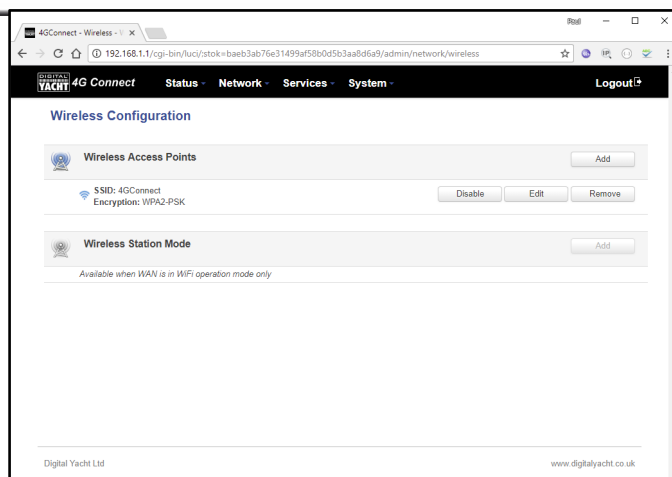 Paul
4GConnect - Wireless - W
192.168.1.1/cgi-bin/luci/;stok=baeb3ab76e31499af58b0d5b3aa8d6a9/admin/network/wireless
DIGITAL YACHT 4G Connect Status Network Services System Logout
Wireless Configuration
Wireless Access Points Add
SSID: 4GConnect Disable Edit Remove
Encryption: WPA2-PSK
Wireless Station Mode Add
Available when WAN is in WiFi operation mode only
Digital Yacht Ltd www.digitalyacht.co.uk